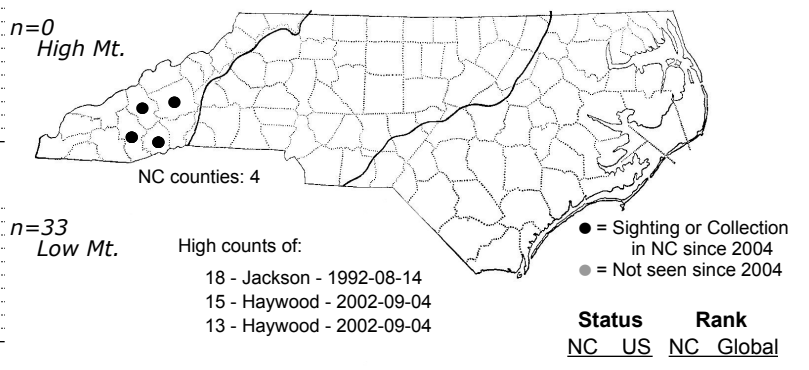 n=0
High Mt.
NC counties: 4
n=33
Low Mt.
High counts of:
18 - Jackson - 1992-08-14
15 - Haywood - 2002-09-04
13 - Haywood - 2002-09-04
● = Sighting or Collection
in NC since 2004
● = Not seen since 2004
Status Rank
NC US NC Global